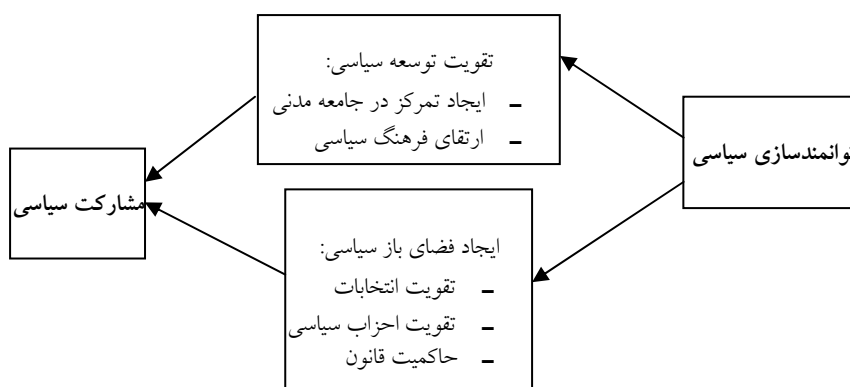 توانمندسازی سیاسی
تقویت توسعه سیاسی:
- ایجاد تمرکز در جامعه مدنی
- ارتقای فرهنگ سیاسی
ایجاد فضای باز سیاسی:
- تقویت انتخابات
- تقویت احزاب سیاسی
- حاکمیت قانون
مشارکت سیاسی